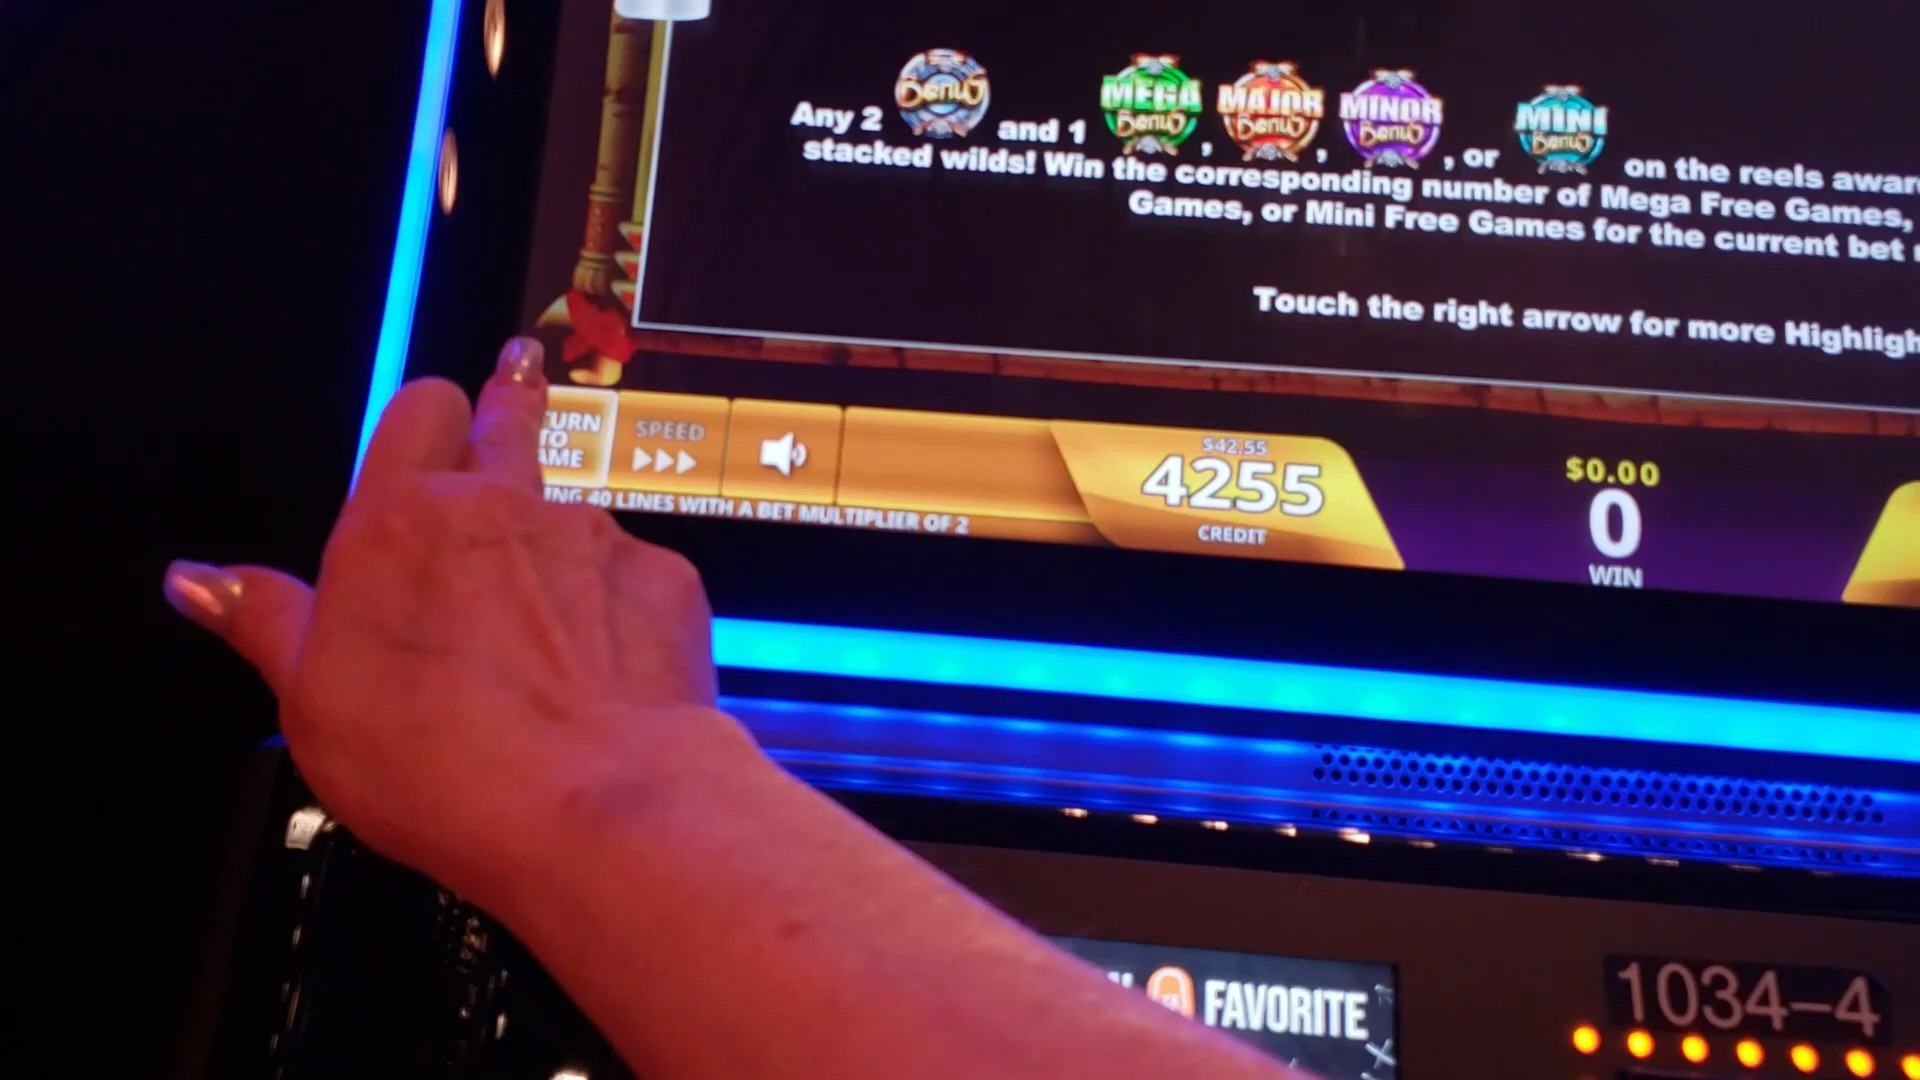 Any 2 Bonus and 1 MEGA Bonus, MAJOR Bonus, MINOR Bonus, or MINI Bonus on the reels awar
stacked wilds! Win the corresponding number of Mega Free Games,
Games, or Mini Free Games for the current bet
Touch the right arrow for more Highligh
TURN
TO
AME
SPEED
ING 40 LINES WITH A BET MULTIPLIER OF 2
$42.55
4255
CREDIT
$0.00
0
WIN
FAVORITE
1034-4